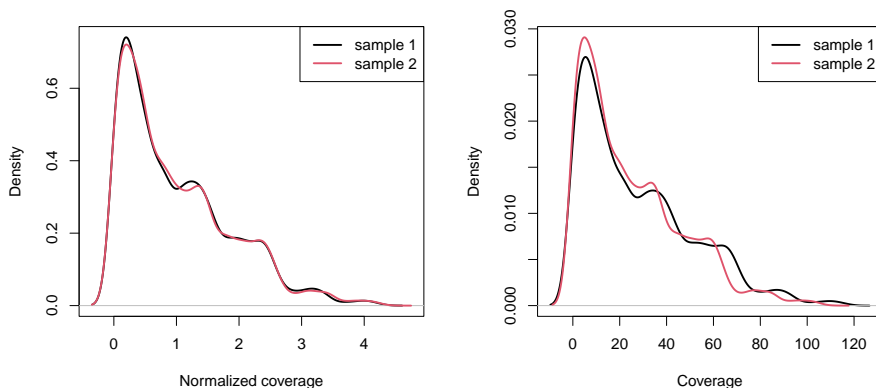 sample 1
sample 2
Density
0.0 0.2 0.4 0.6
0 1 2 3 4
Normalized coverage
sample 1
sample 2
Density
0.000 0.010 0.020 0.030
0 20 40 60 80 100 120
Coverage